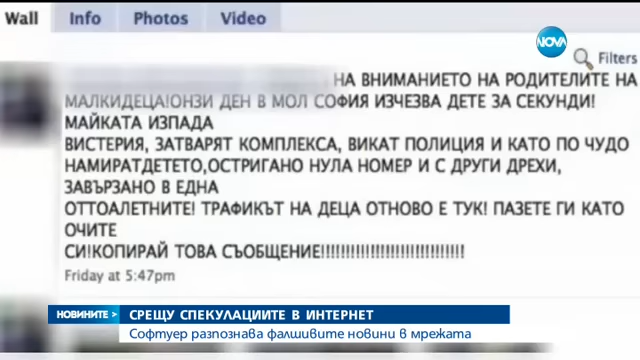 Wall Info Photos Video
NOVA
Filters
НА ВНИМАНИЕТО НА РОДИТЕЛИТЕ НА
МАЛКИДЕЦА!ОНЗИ ДЕН В МОЛ СОФИЯ ИЗЧЕЗВА ДЕТЕ ЗА СЕКУНДИ!
МАЙКАТА ИЗПАДА
ВИСТЕРИЯ, ЗАТВАРЯТ КОМПЛЕКСА, ВИКАТ ПОЛИЦИЯ И КАТО ПО ЧУДО
НАМИРАТДЕТЕТО,ОСТРИГАНО НУЛА НОМЕР И С ДРУГИ ДРЕХИ,
ЗАВЪРЗАНО В ЕДНА
ОТТОАЛЕТНИТЕ! ТРАФИКЪТ НА ДЕЦА ОТНОВО Е ТУК! ПАЗЕТЕ ГИ КАТО
ОЧИТЕ
СИ!КОПИРАЙ ТОВА СЪОБЩЕНИЕ!!!!!!!!!!!!!!!!!!!!!!!!!!!!!!
Friday at 5:47pm
НОВИНИТЕ СРЕЩУ СПЕКУЛАЦИИТЕ В ИНТЕРНЕТ
Софтуер разпознава фалшивите новини в мрежата